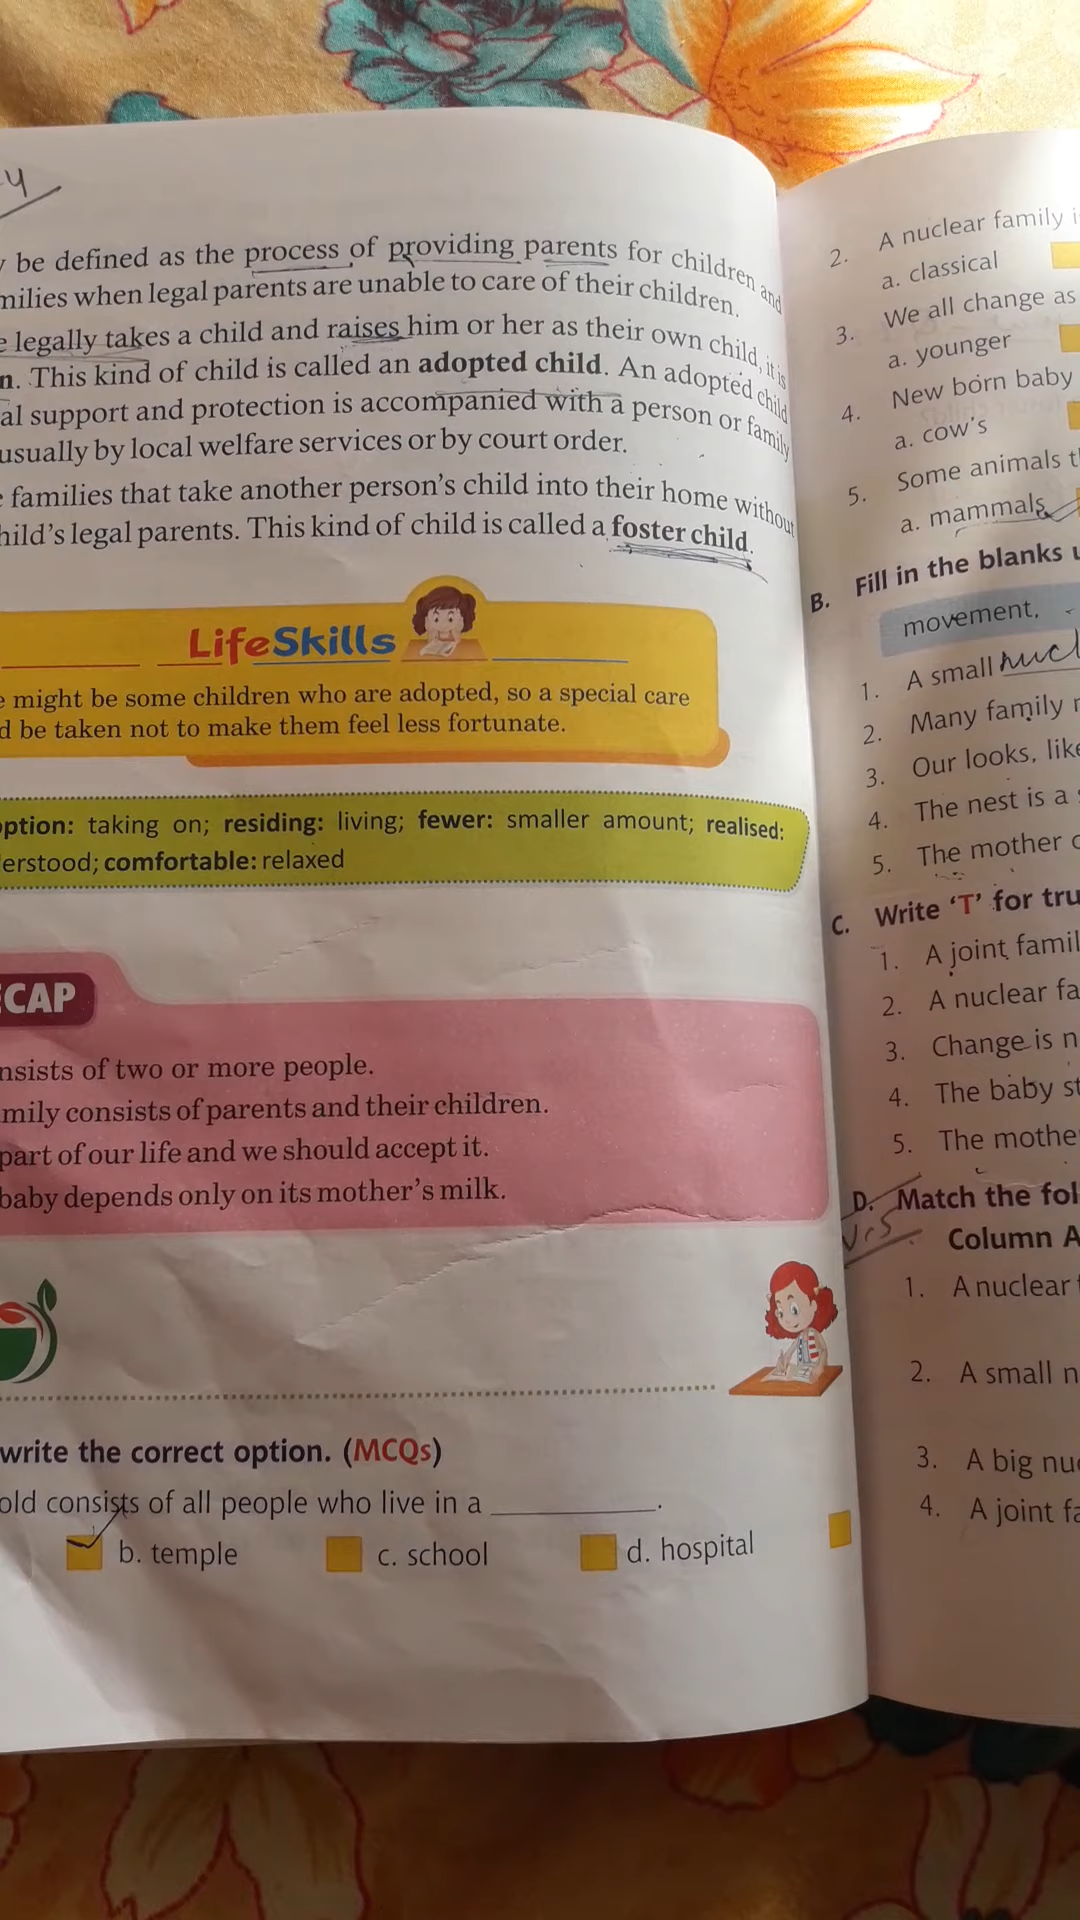 be defined as the process of providing parents for children and
milies when legal parents are unable to care of their children.
legally takes a child and raises him or her as their own child, it is
n. This kind of child is called an adopted child. An adopted child
al support and protection is accompanied with a person or family
usually by local welfare services or by court order.
families that take another person's child into their home without
hild's legal parents. This kind of child is called a foster child.
LifeSkills
e might be some children who are adopted, so a special care
d be taken not to make them feel less fortunate.
ption: taking on; residing: living; fewer: smaller amount; realised:
erstood; comfortable: relaxed
CAP
nsists of two or more people.
mily consists of parents and their children.
part of our life and we should accept it.
baby depends only on its mother's milk.
write the correct option. (MCQs)
old consists of all people who live in a ____________.
b. temple c. school d. hospital
2. A nuclear family i
a. classical
3. We all change as
a. younger
4. New born baby
a. cow's
5. Some animals t
a. mammals
B. Fill in the blanks u
movement,
1. A small nucl
2. Many family
3. Our looks, like
4. The nest is a
5. The mother
C. Write 'T' for tru
1. A joint famil
2. A nuclear fa
3. Change is n
4. The baby st
5. The mothe
D. Match the fol
Column A
1. A nuclear
2. A small n
3. A big nu
4. A joint fa